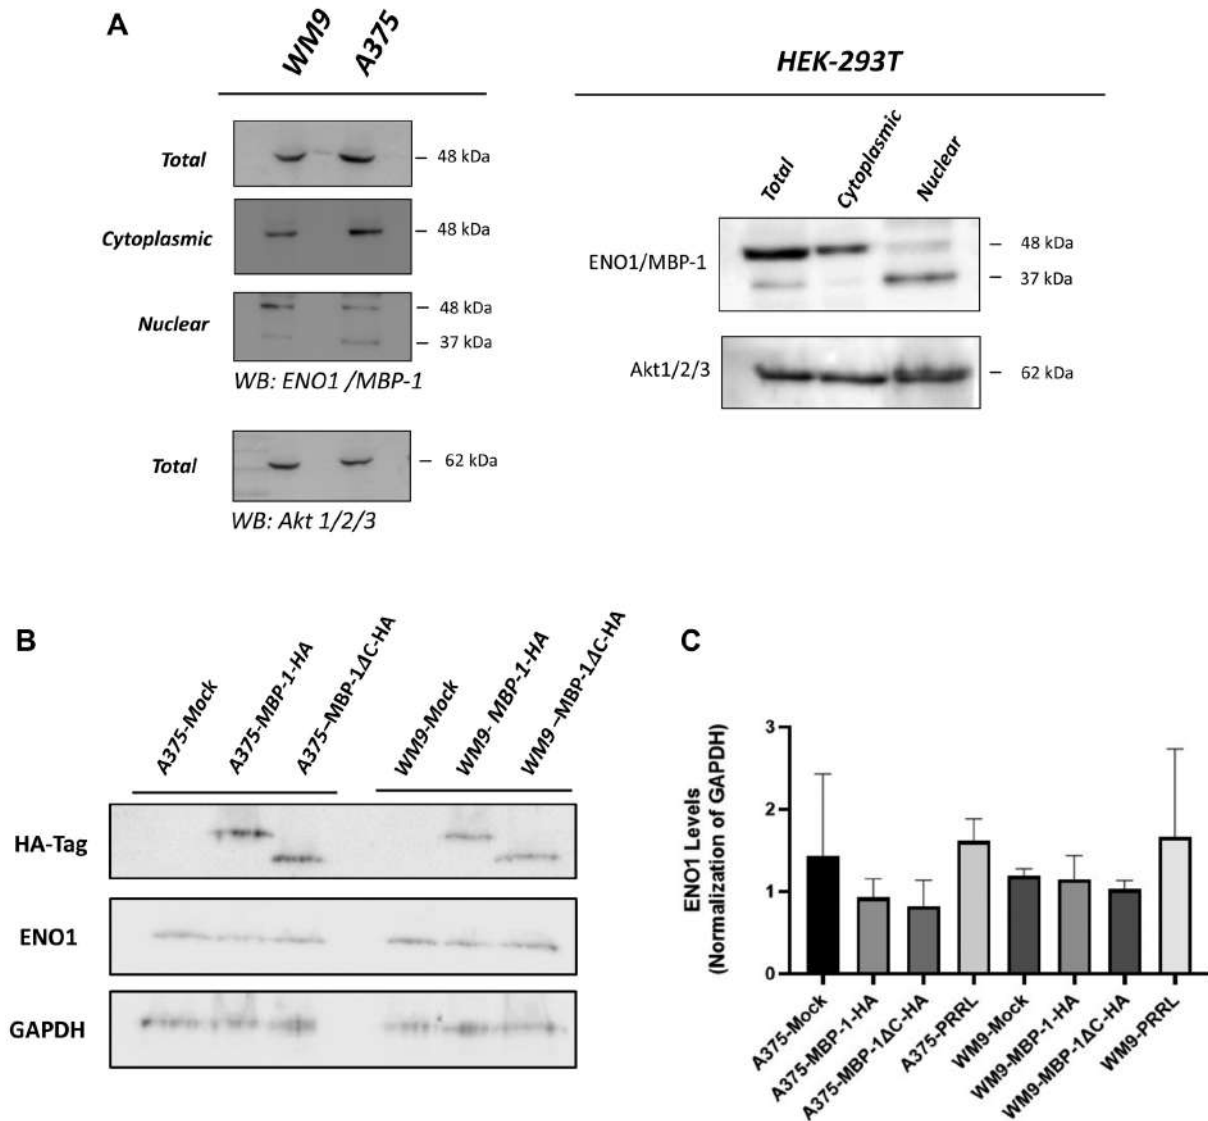 A
WM9
A375
Total
48 kDa
Cytoplasmic
48 kDa
Nuclear
48 kDa
37 kDa
WB: ENO1 /MBP-1
Total
62 kDa
WB: Akt 1/2/3
HEK-293T
Total
Cytoplasmic
Nuclear
ENO1/MBP-1
48 kDa
37 kDa
Akt1/2/3
62 kDa
B
A375-Mock
A375-MBP-1-HA
A375–MBP-1ΔC-HA
WM9-Mock
WM9- MBP-1-HA
WM9 –MBP-1ΔC-HA
HA-Tag
ENO1
GAPDH
C
ENO1 Levels
(Normalization of GAPDH)
3
2
1
0
A375-Mock
A375-MBP-1-HA
A375-MBP-1ΔC-HA
A375-PRRL
WM9-Mock
WM9-MBP-1-HA
WM9-MBP-1ΔC-HA
WM9-PRRL